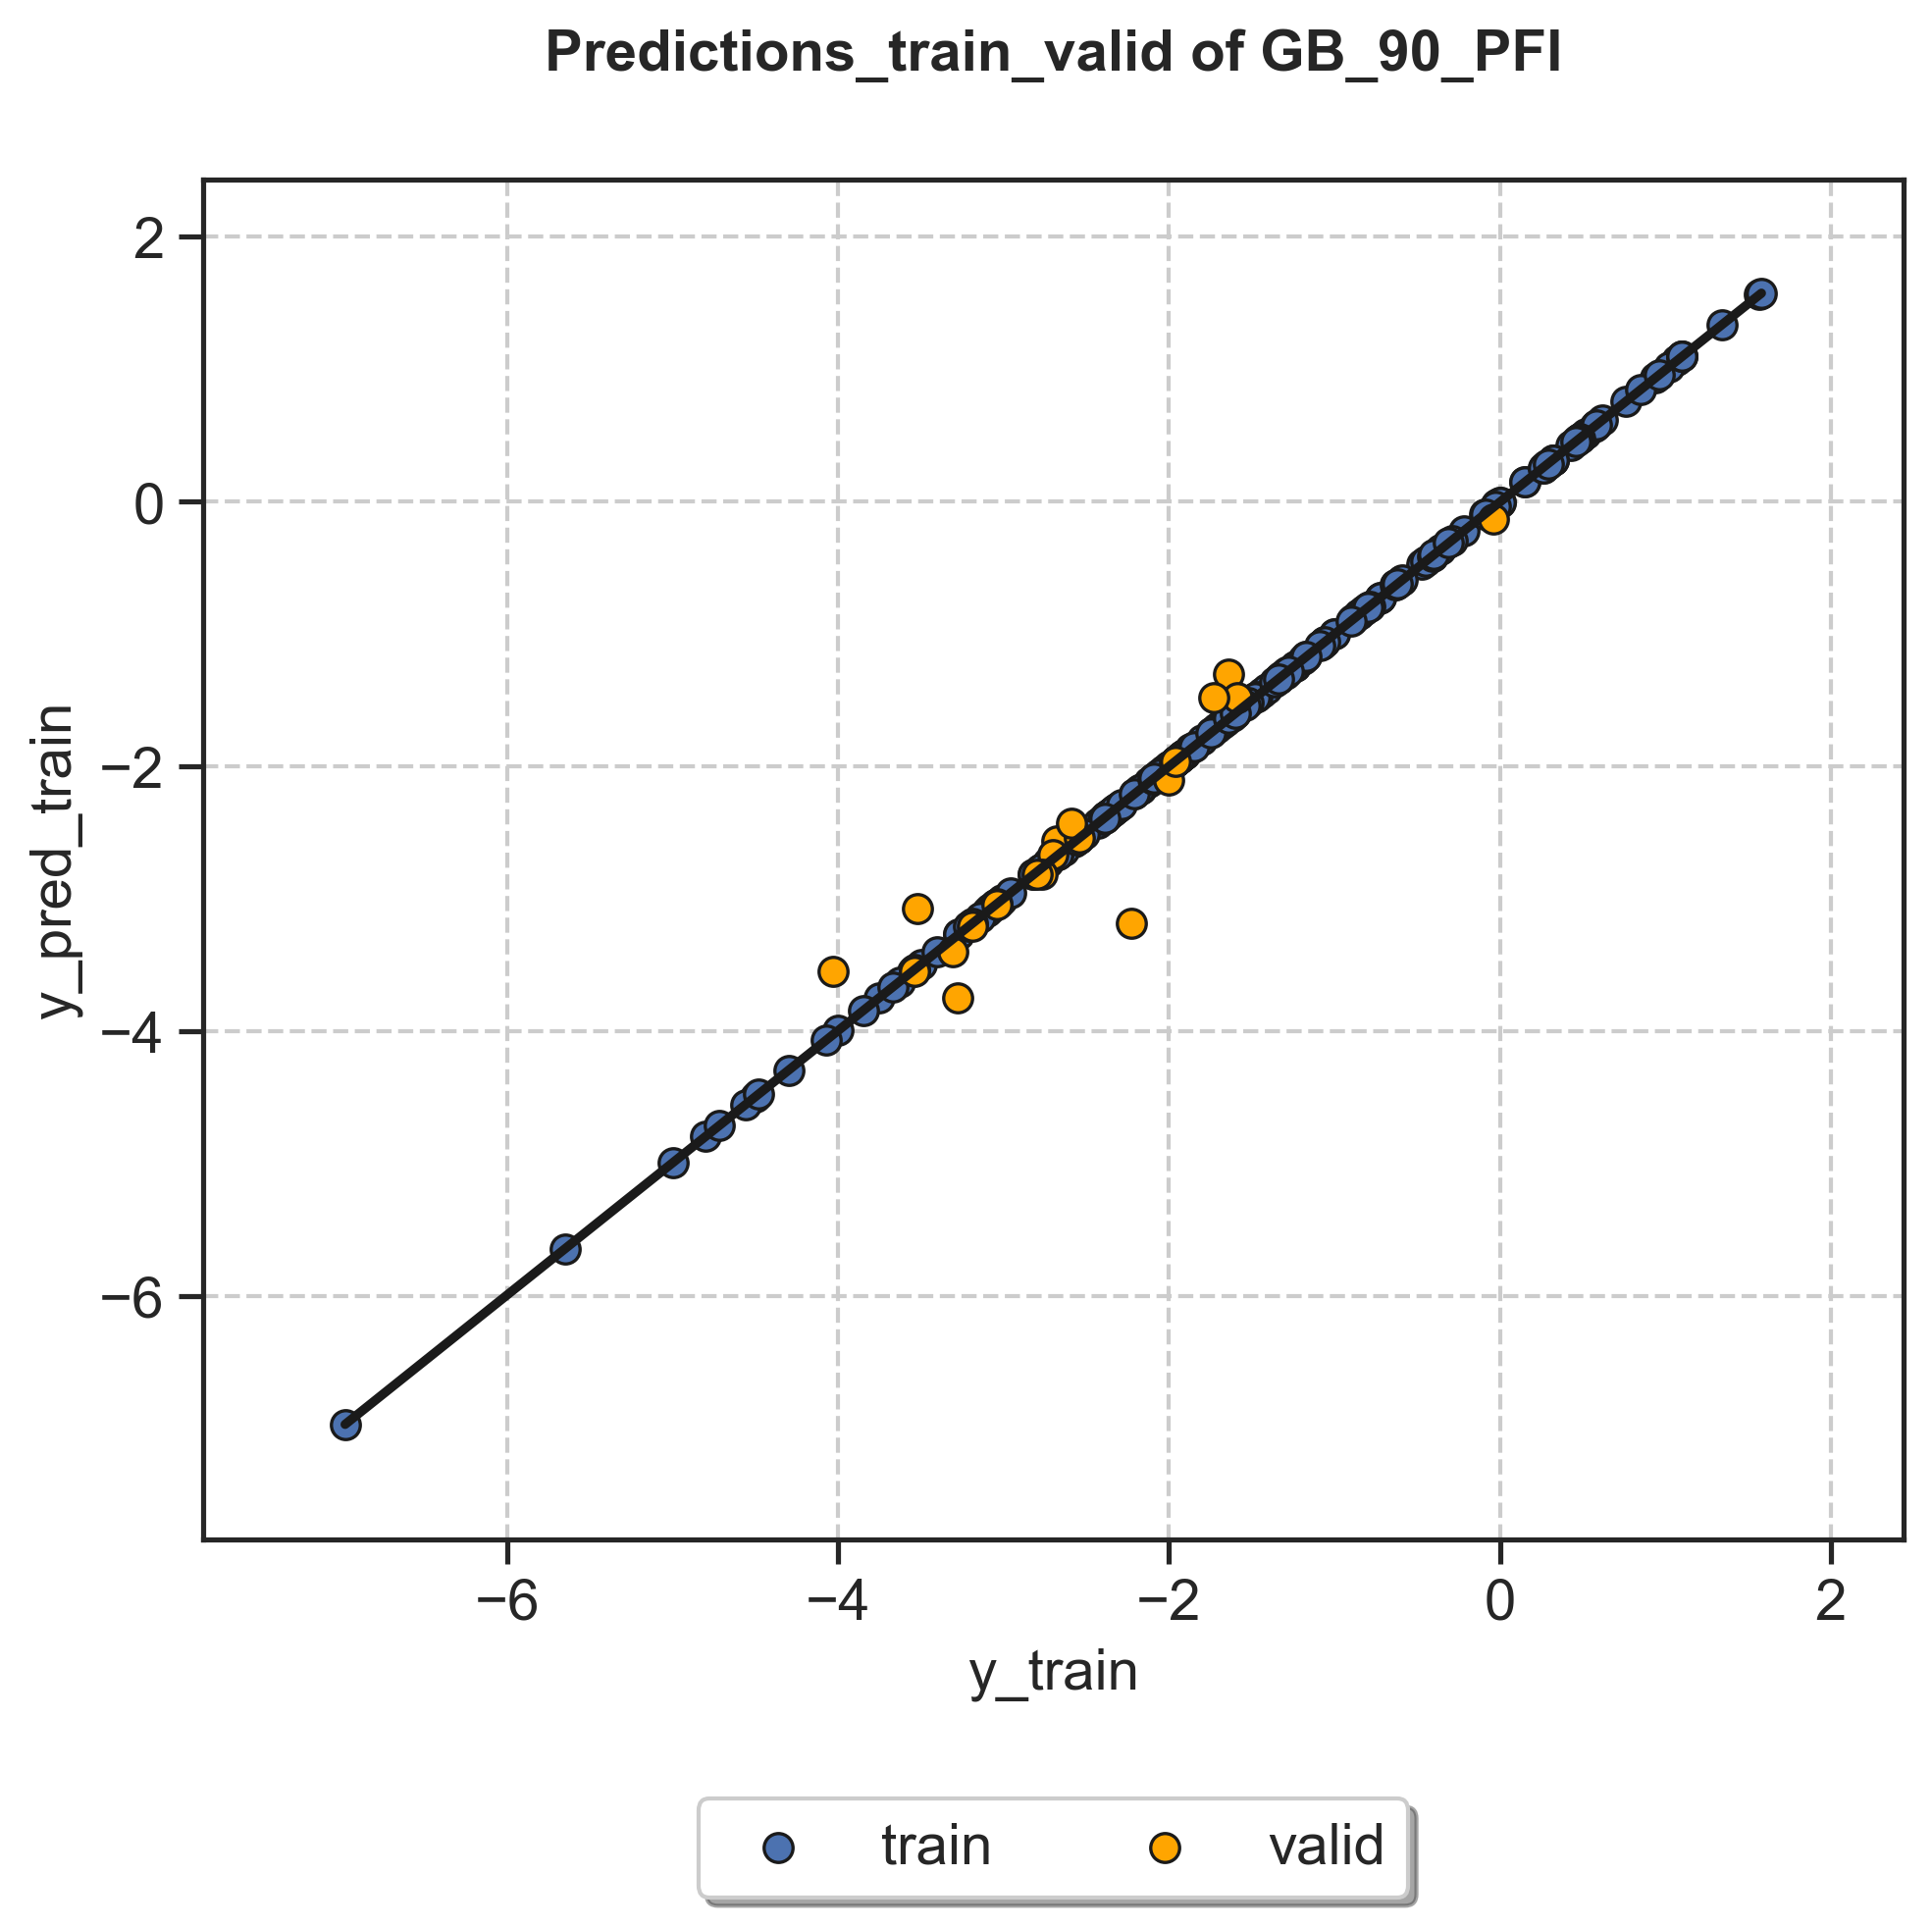 Predictions_train_valid of GB_90_PFI
2
0
−2
−4
−6
y_pred_train
−6 −4 −2 0 2
y_train
train valid